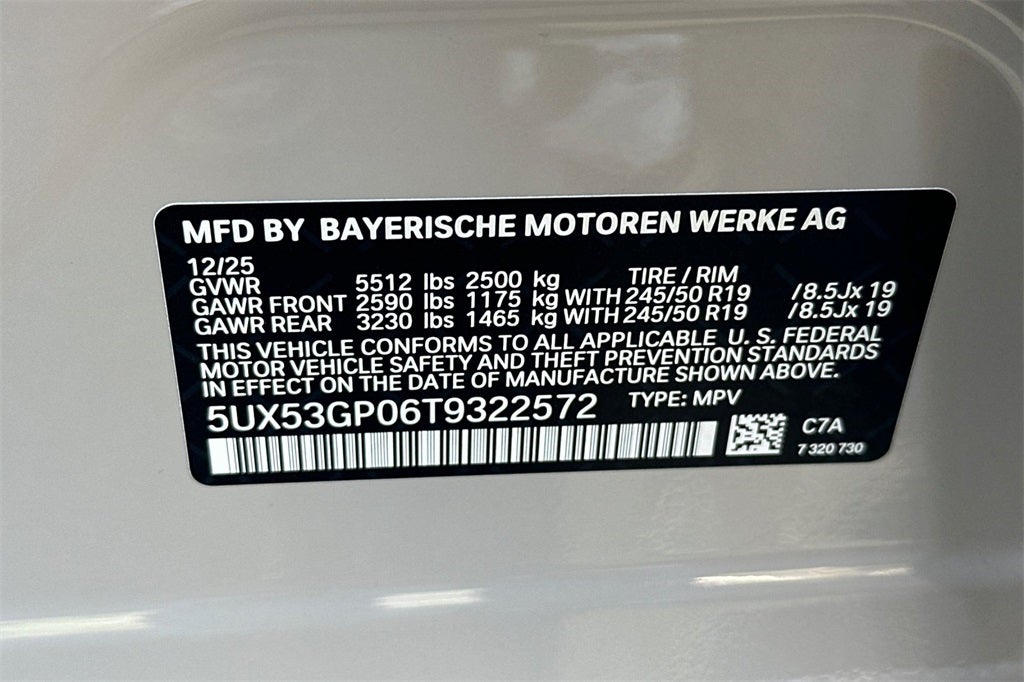 MFD BY BAYERISCHE MOTOREN WERKE AG
12/25
GVWR 5512 lbs 2500 kg TIRE / RIM
GAWR FRONT 2590 lbs 1175 kg WITH 245/50 R19 /8.5Jx 19
GAWR REAR 3230 lbs 1465 kg WITH 245/50 R19 /8.5Jx 19
THIS VEHICLE CONFORMS TO ALL APPLICABLE U. S. FEDERAL
MOTOR VEHICLE SAFETY AND THEFT PREVENTION STANDARDS
IN EFFECT ON THE DATE OF MANUFACTURE SHOWN ABOVE.
5UX53GP06T9322572 TYPE: MPV
C7A
7 320 730